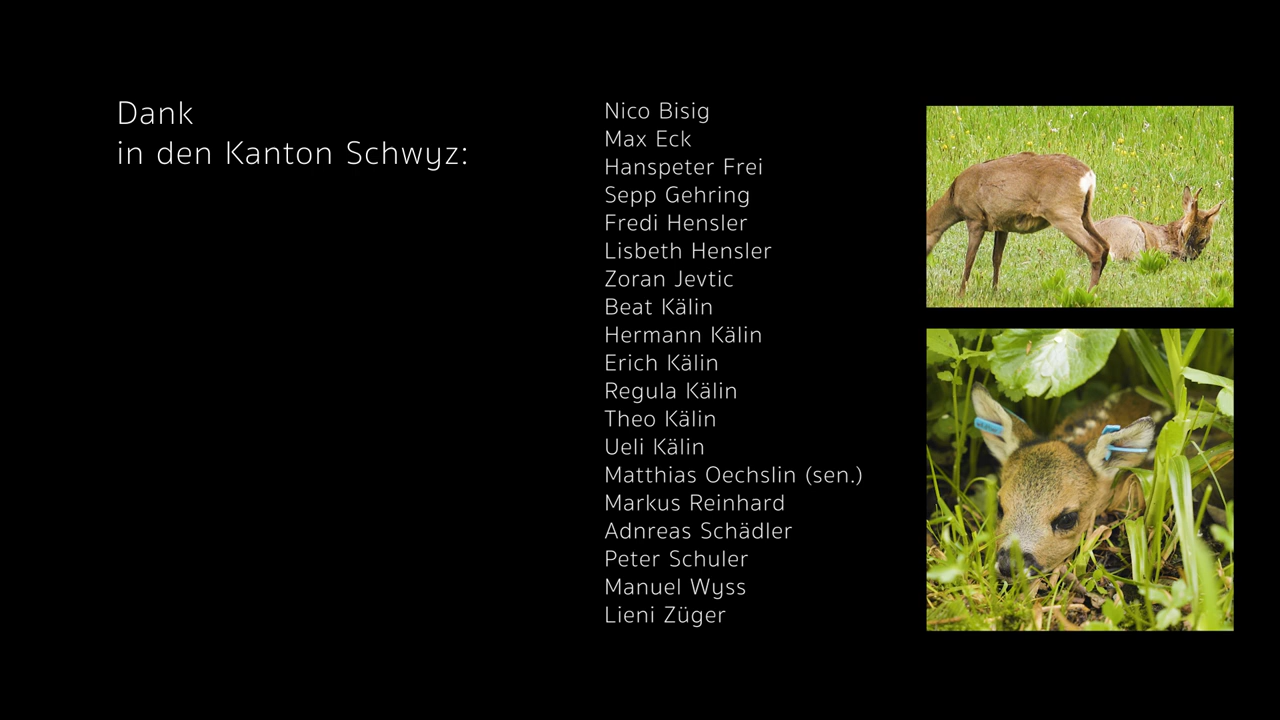 Dank
in den Kanton Schwyz:
Nico Bisig
Max Eck
Hanspeter Frei
Sepp Gehring
Fredi Hensler
Lisbeth Hensler
Zoran Jevtic
Beat Kälin
Hermann Kälin
Erich Kälin
Regula Kälin
Theo Kälin
Ueli Kälin
Matthias Oechslin (sen.)
Markus Reinhard
Adnreas Schädler
Peter Schuler
Manuel Wyss
Lieni Züger